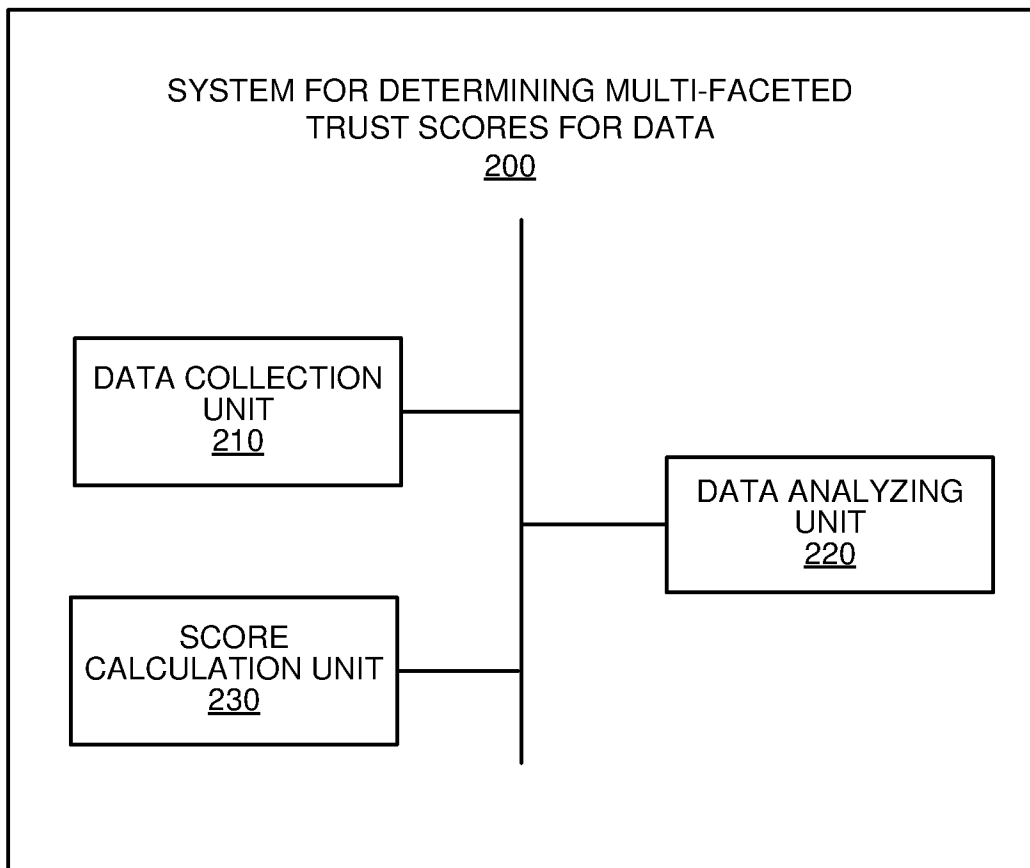 SYSTEM FOR DETERMINING MULTI-FACETED
TRUST SCORES FOR DATA
200
DATA COLLECTION
UNIT
210
DATA ANALYZING
UNIT
220
SCORE
CALCULATION UNIT
230